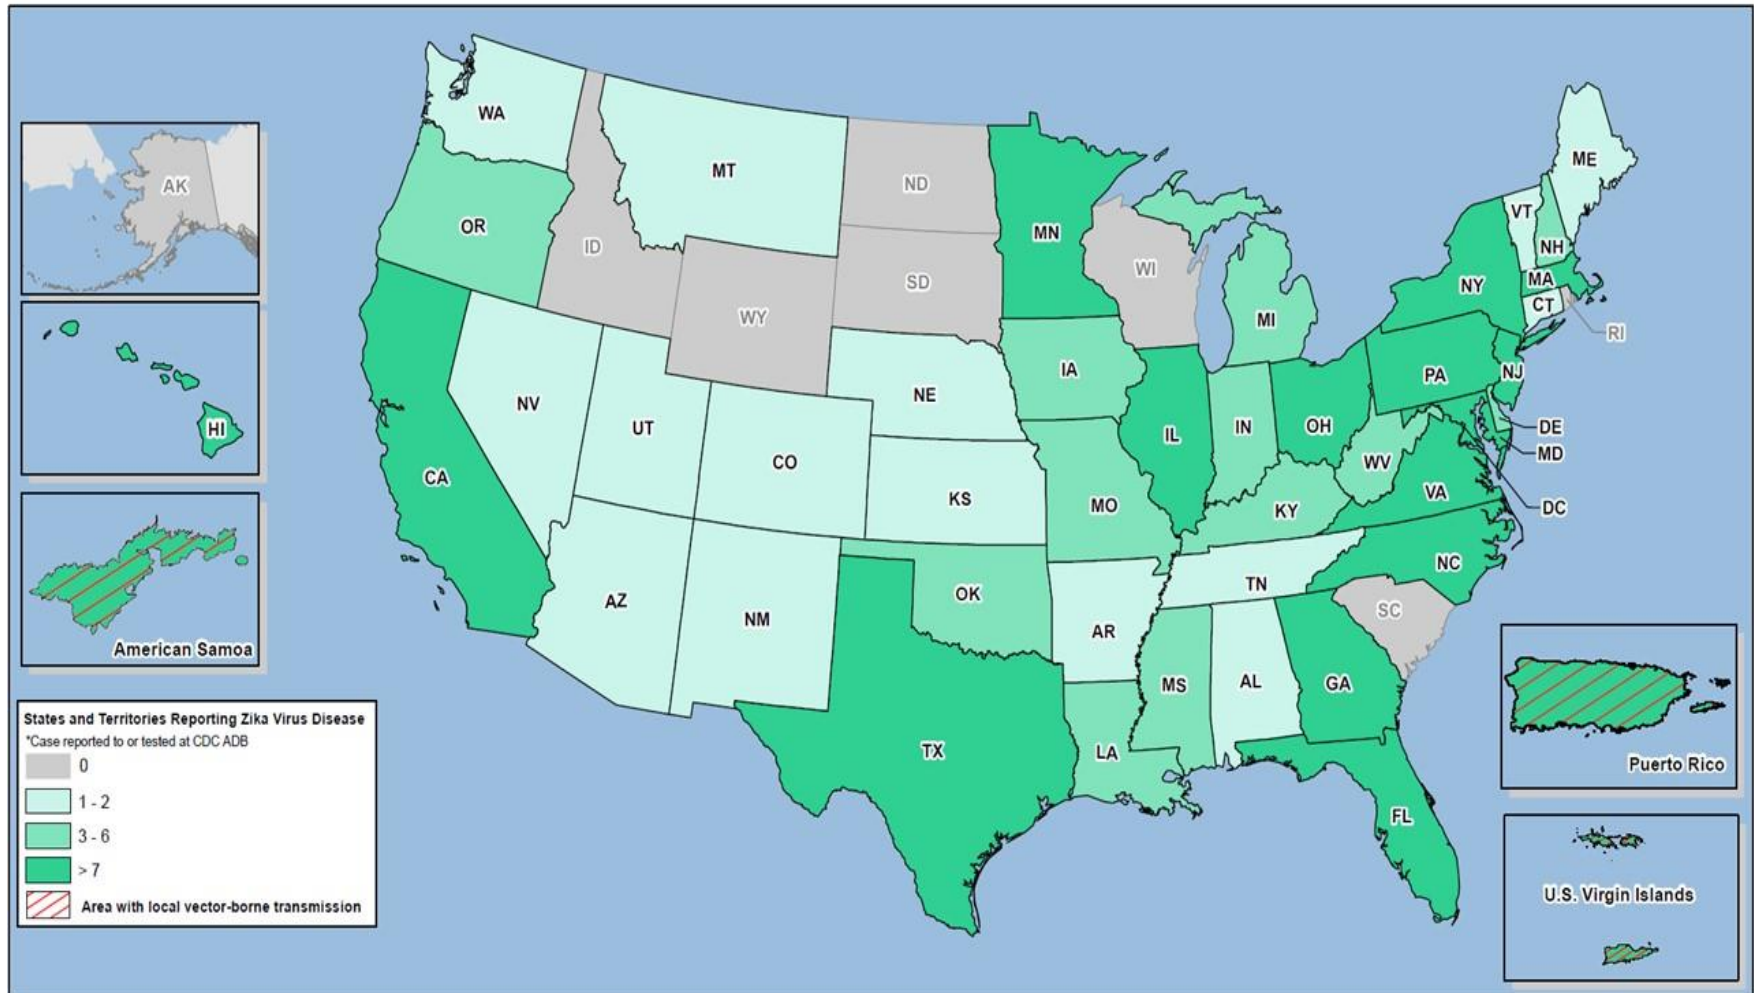 WA
MT
ND
MN
ME
VT
NH
AK
OR
ID
SD
WI
MI
NY
MA
CT
RI
WY
IA
PA
NJ
HI
NV
UT
NE
IL
IN
OH
DE
MD
CA
CO
KS
MO
WV
VA
DC
KY
AZ
NM
OK
AR
TN
NC
SC
American Samoa
TX
LA
MS
AL
GA
FL
Puerto Rico
U.S. Virgin Islands
States and Territories Reporting Zika Virus Disease
*Case reported to or tested at CDC ADB
0
1 - 2
3 - 6
> 7
Area with local vector-borne transmission